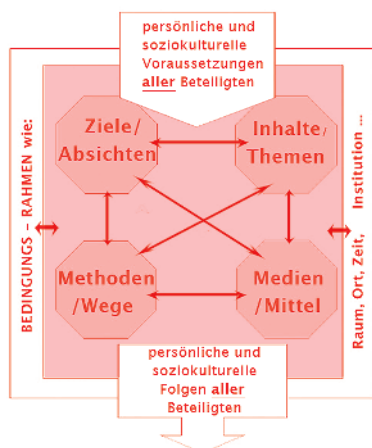 persönliche und
soziokulturelle
Voraussetzungen
aller Beteiligten
Ziele/
Absichten
Inhalte/
Themen
BEDINGUNGS – RAHMEN wie:
Raum, Ort, Zeit, Institution ...
Methoden
/Wege
Medien
/Mittel
persönliche und
soziokulturelle
Folgen aller
Beteiligten